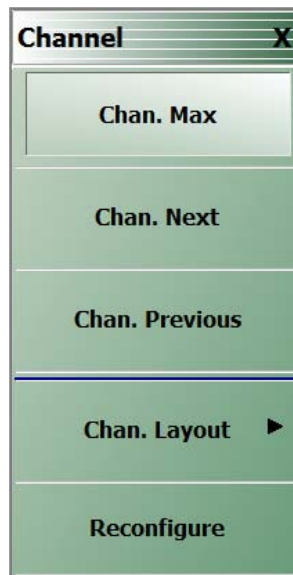 Channel X
Chan. Max
Chan. Next
Chan. Previous
Chan. Layout
Reconfigure